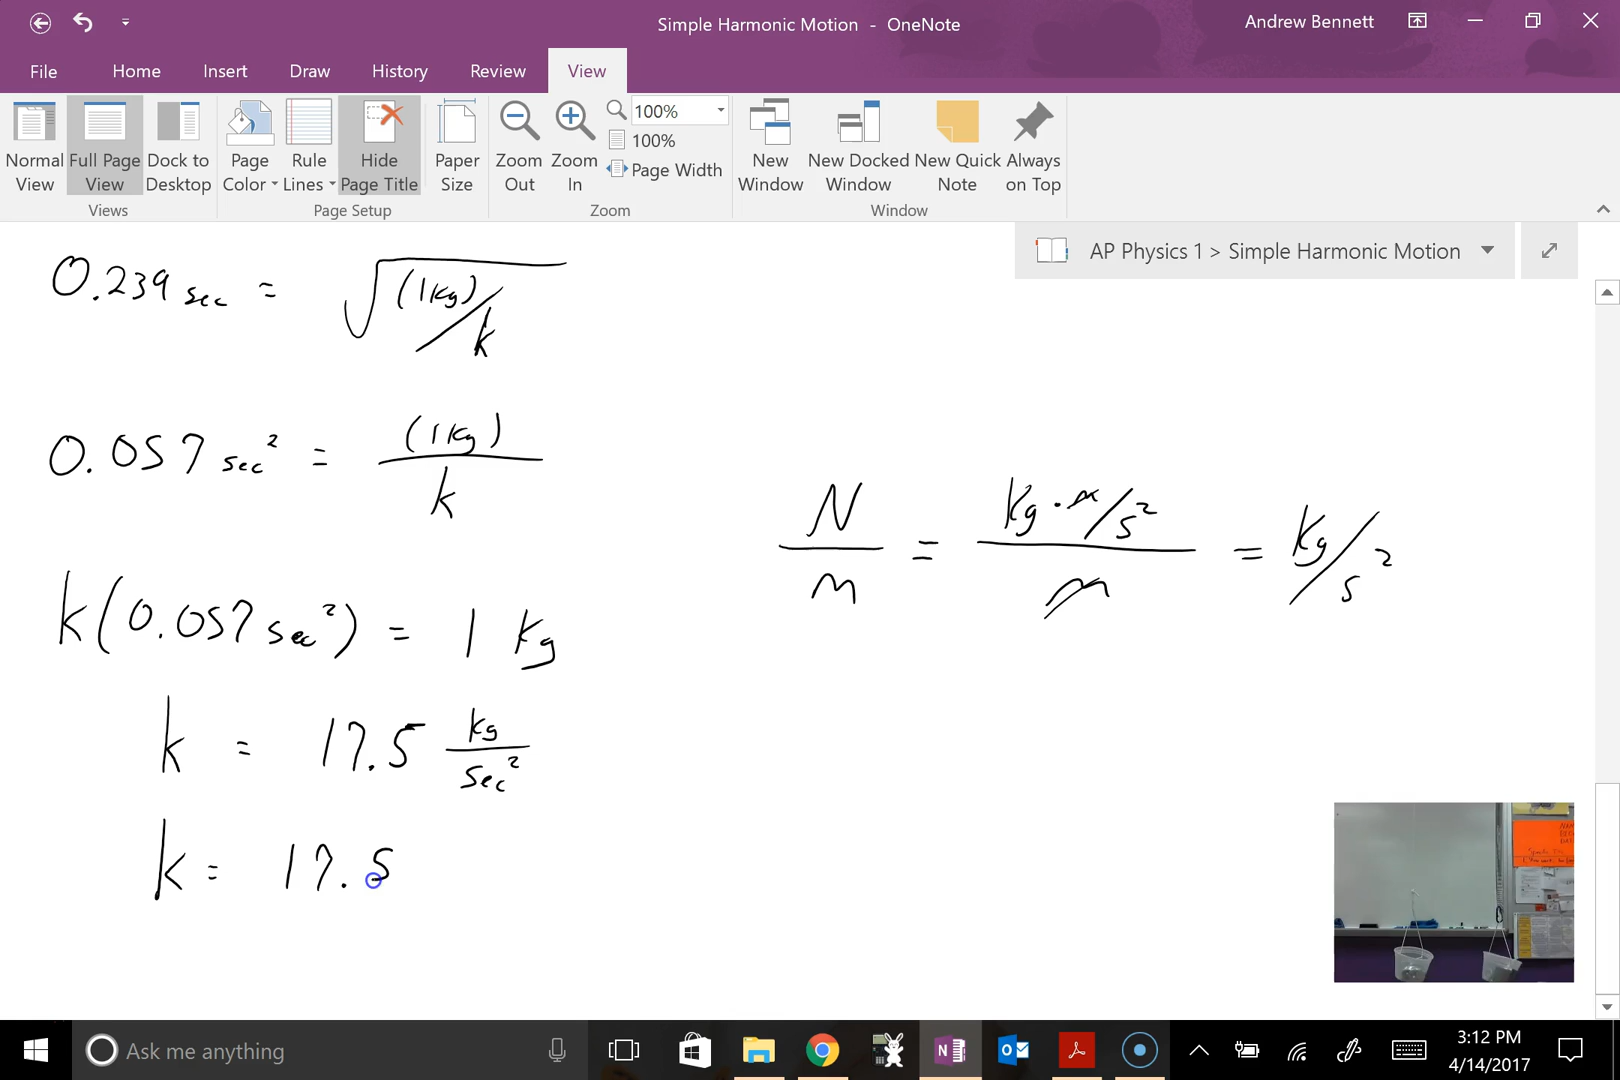 Simple Harmonic Motion - OneNote
Andrew Bennett
File Home Insert Draw History Review View
Normal View
Full Page View
Dock to Desktop
Views
Page Color
Rule Lines
Hide Page Title
Paper Size
Page Setup
Zoom Out
Zoom In
100%
100%
Page Width
Zoom
New Window
New Docked Window
New Quick Note
Always on Top
Window
AP Physics 1 > Simple Harmonic Motion
0.239 sec = √(1kg)/k
0.057 sec² = (1kg)/k
k(0.057 sec²) = 1 kg
k = 17.5 kg/sec²
k = 17.5
N/m = kg·m/s²/m = kg/s²
Ask me anything
3:12 PM
4/14/2017